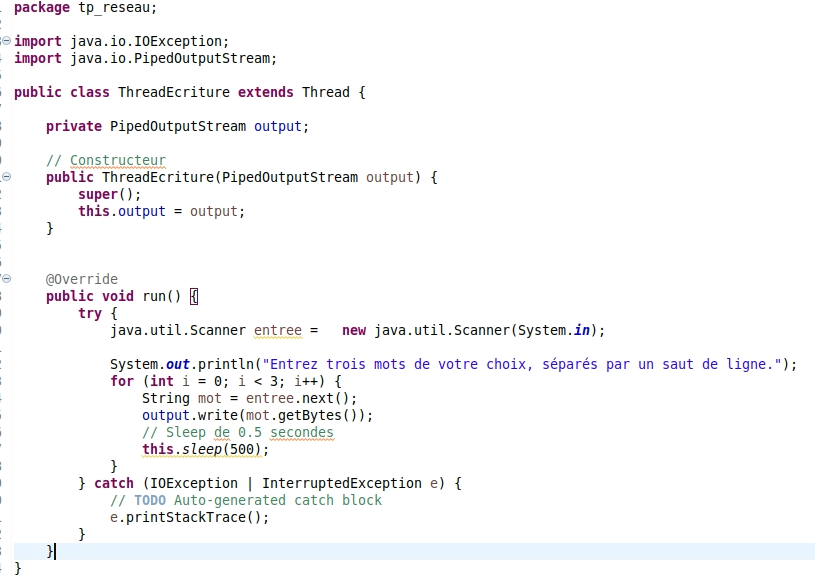 package tp_reseau;
import java.io.IOException;
import java.io.PipedOutputStream;
public class ThreadEcriture extends Thread {
private PipedOutputStream output;
// Constructeur
public ThreadEcriture(PipedOutputStream output) {
super();
this.output = output;
}
@Override
public void run() {
try {
java.util.Scanner entree =   new java.util.Scanner(System.in);
System.out.println("Entrez trois mots de votre choix, séparés par un saut de ligne.");
for (int i = 0; i < 3; i++) {
String mot = entree.next();
output.write(mot.getBytes());
// Sleep de 0.5 secondes
this.sleep(500);
}
} catch (IOException | InterruptedException e) {
// TODO Auto-generated catch block
e.printStackTrace();
}
}
}